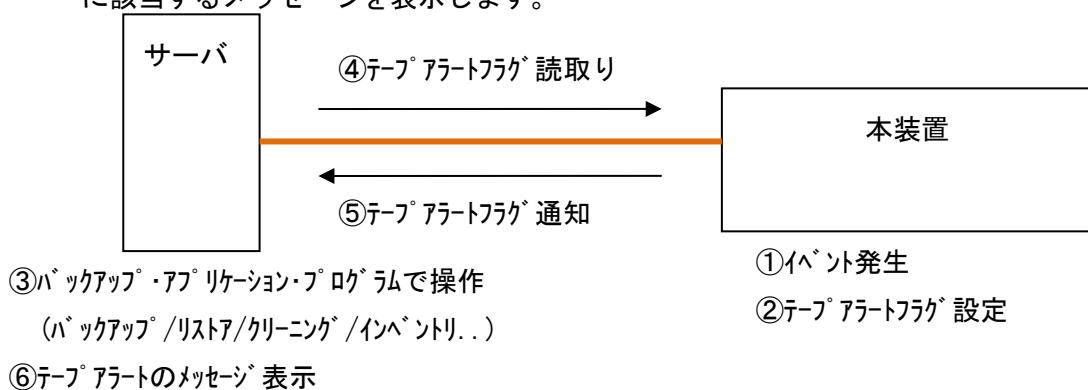 に該当するメッセージを表示します。
サーバ
④ﾃｰﾌﾟｱﾗｰﾄﾌﾗｸﾞ読取り
本装置
⑤ﾃｰﾌﾟｱﾗｰﾄﾌﾗｸﾞ通知
①ｲﾍﾞﾝﾄ発生
③ﾊﾞｯｸｱｯﾌﾟ･ｱﾌﾟﾘｹｰｼｮﾝ･ﾌﾟﾛｸﾞﾗﾑで操作
②ﾃｰﾌﾟｱﾗｰﾄﾌﾗｸﾞ設定
(ﾊﾞｯｸｱｯﾌﾟ/ﾘｽﾄｱ/ｸﾘｰﾆﾝｸﾞ/ｲﾝﾍﾞﾝﾄﾘ..)
⑥ﾃｰﾌﾟｱﾗｰﾄのﾒｯｾｰｼﾞ表示